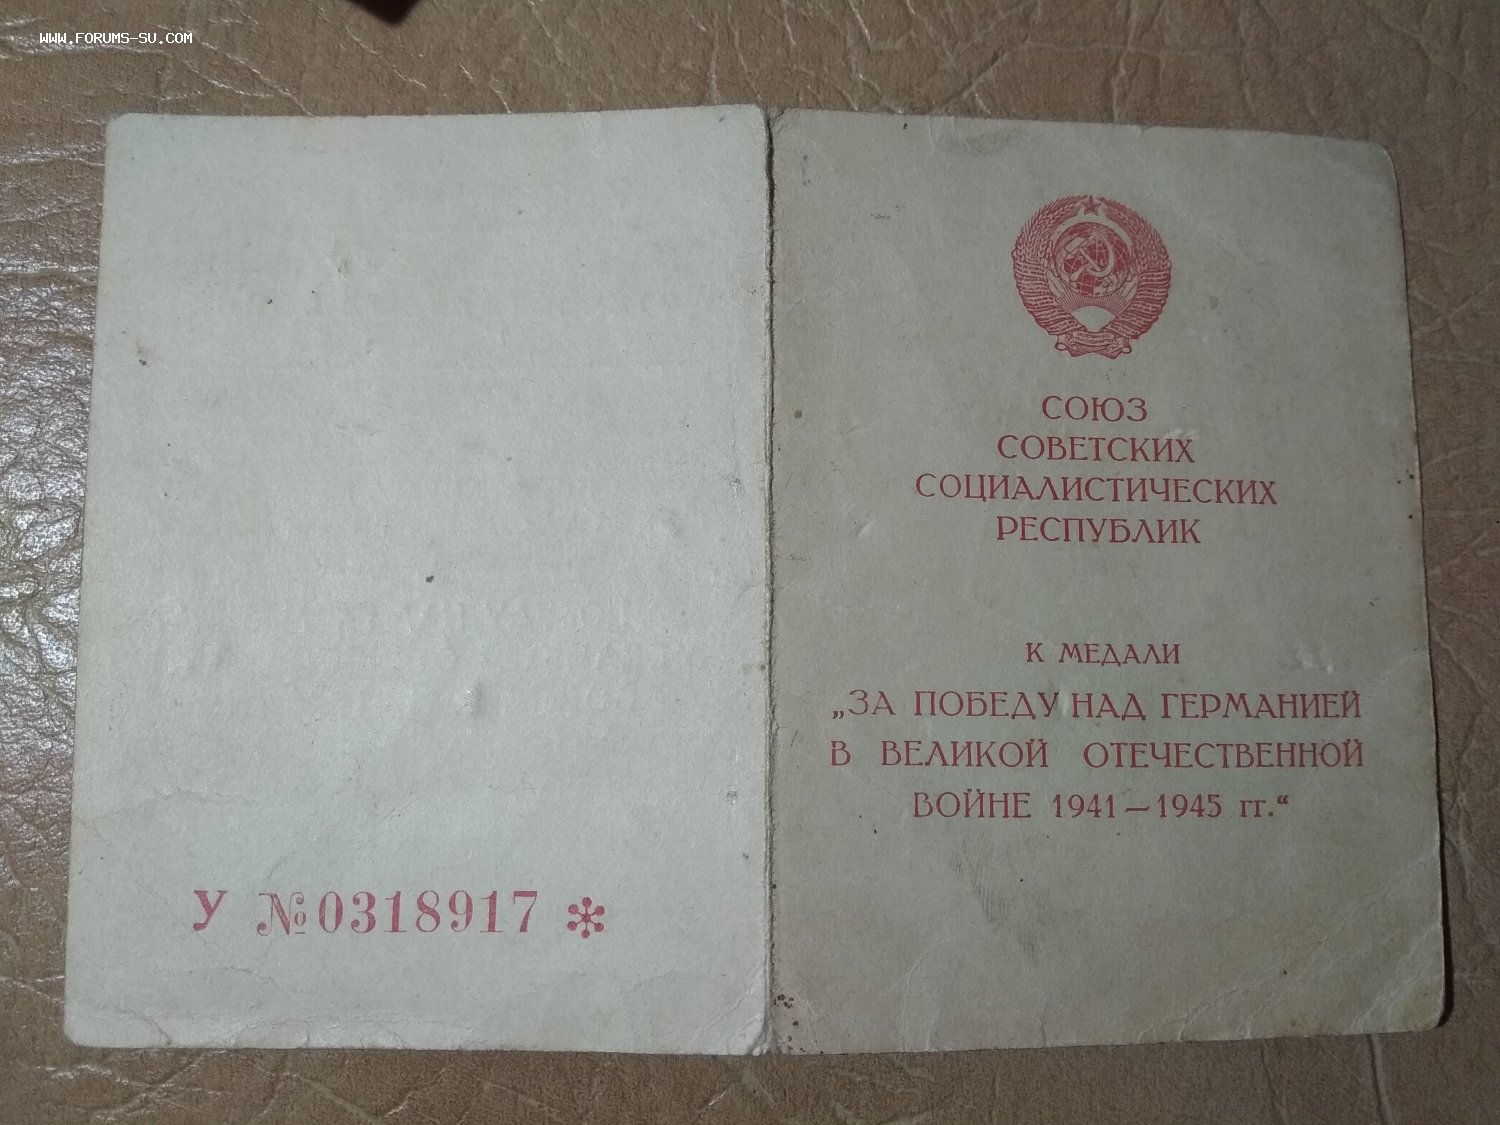 WWW.FORUMS-SU.COM
У №0318917
СОЮЗ
СОВЕТСКИХ
СОЦИАЛИСТИЧЕСКИХ
РЕСПУБЛИК
К МЕДАЛИ
„ЗА ПОБЕДУ НАД ГЕРМАНИЕЙ
В ВЕЛИКОЙ ОТЕЧЕСТВЕННОЙ
ВОЙНЕ 1941—1945 гг.“